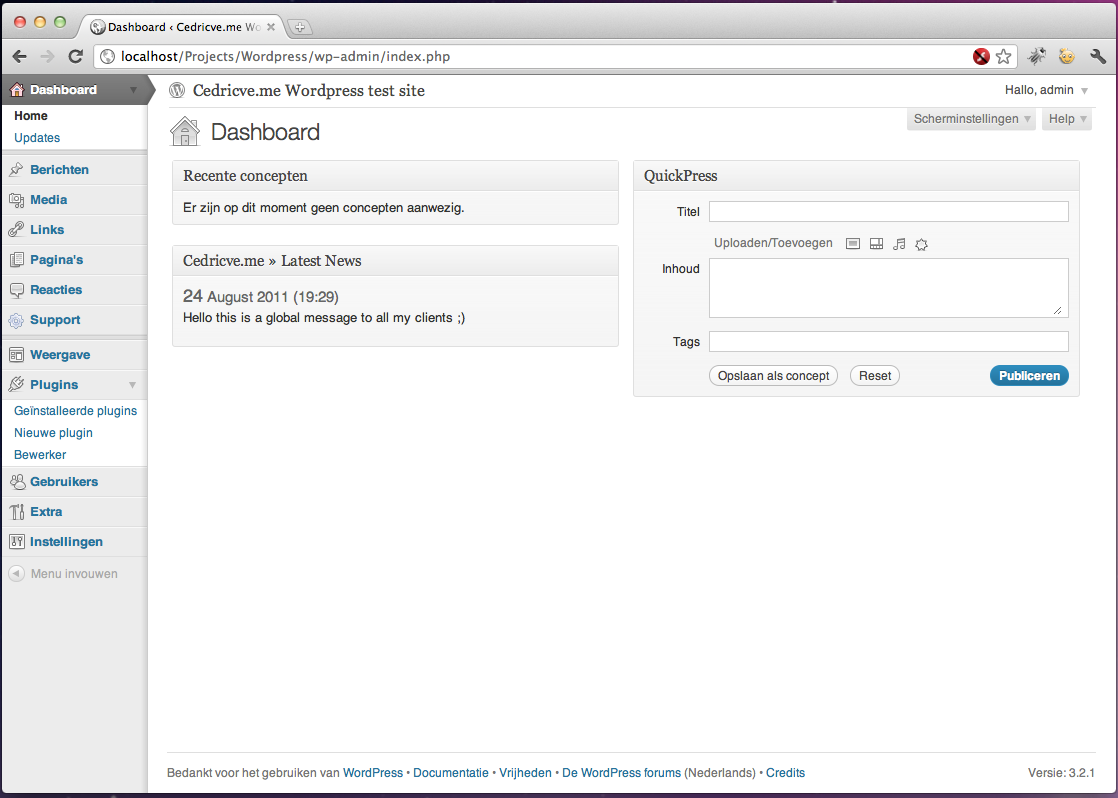 Dashboard ‹ Cedricve.me Wo
localhost/Projects/Wordpress/wp-admin/index.php
Dashboard
Home
Updates
Berichten
Media
Links
Pagina's
Reacties
Support
Weergave
Plugins
Geïnstalleerde plugins
Nieuwe plugin
Bewerker
Gebruikers
Extra
Instellingen
Menu invouwen
Cedricve.me Wordpress test site
Hallo, admin
Scherminstellingen
Help
Dashboard
Recente concepten
Er zijn op dit moment geen concepten aanwezig.
Cedricve.me » Latest News
24 August 2011 (19:29)
Hello this is a global message to all my clients ;)
QuickPress
Titel
Uploaden/Toevoegen
Inhoud
Tags
Opslaan als concept
Reset
Publiceren
Bedankt voor het gebruiken van WordPress • Documentatie • Vrijheden • De WordPress forums (Nederlands) • Credits
Versie: 3.2.1